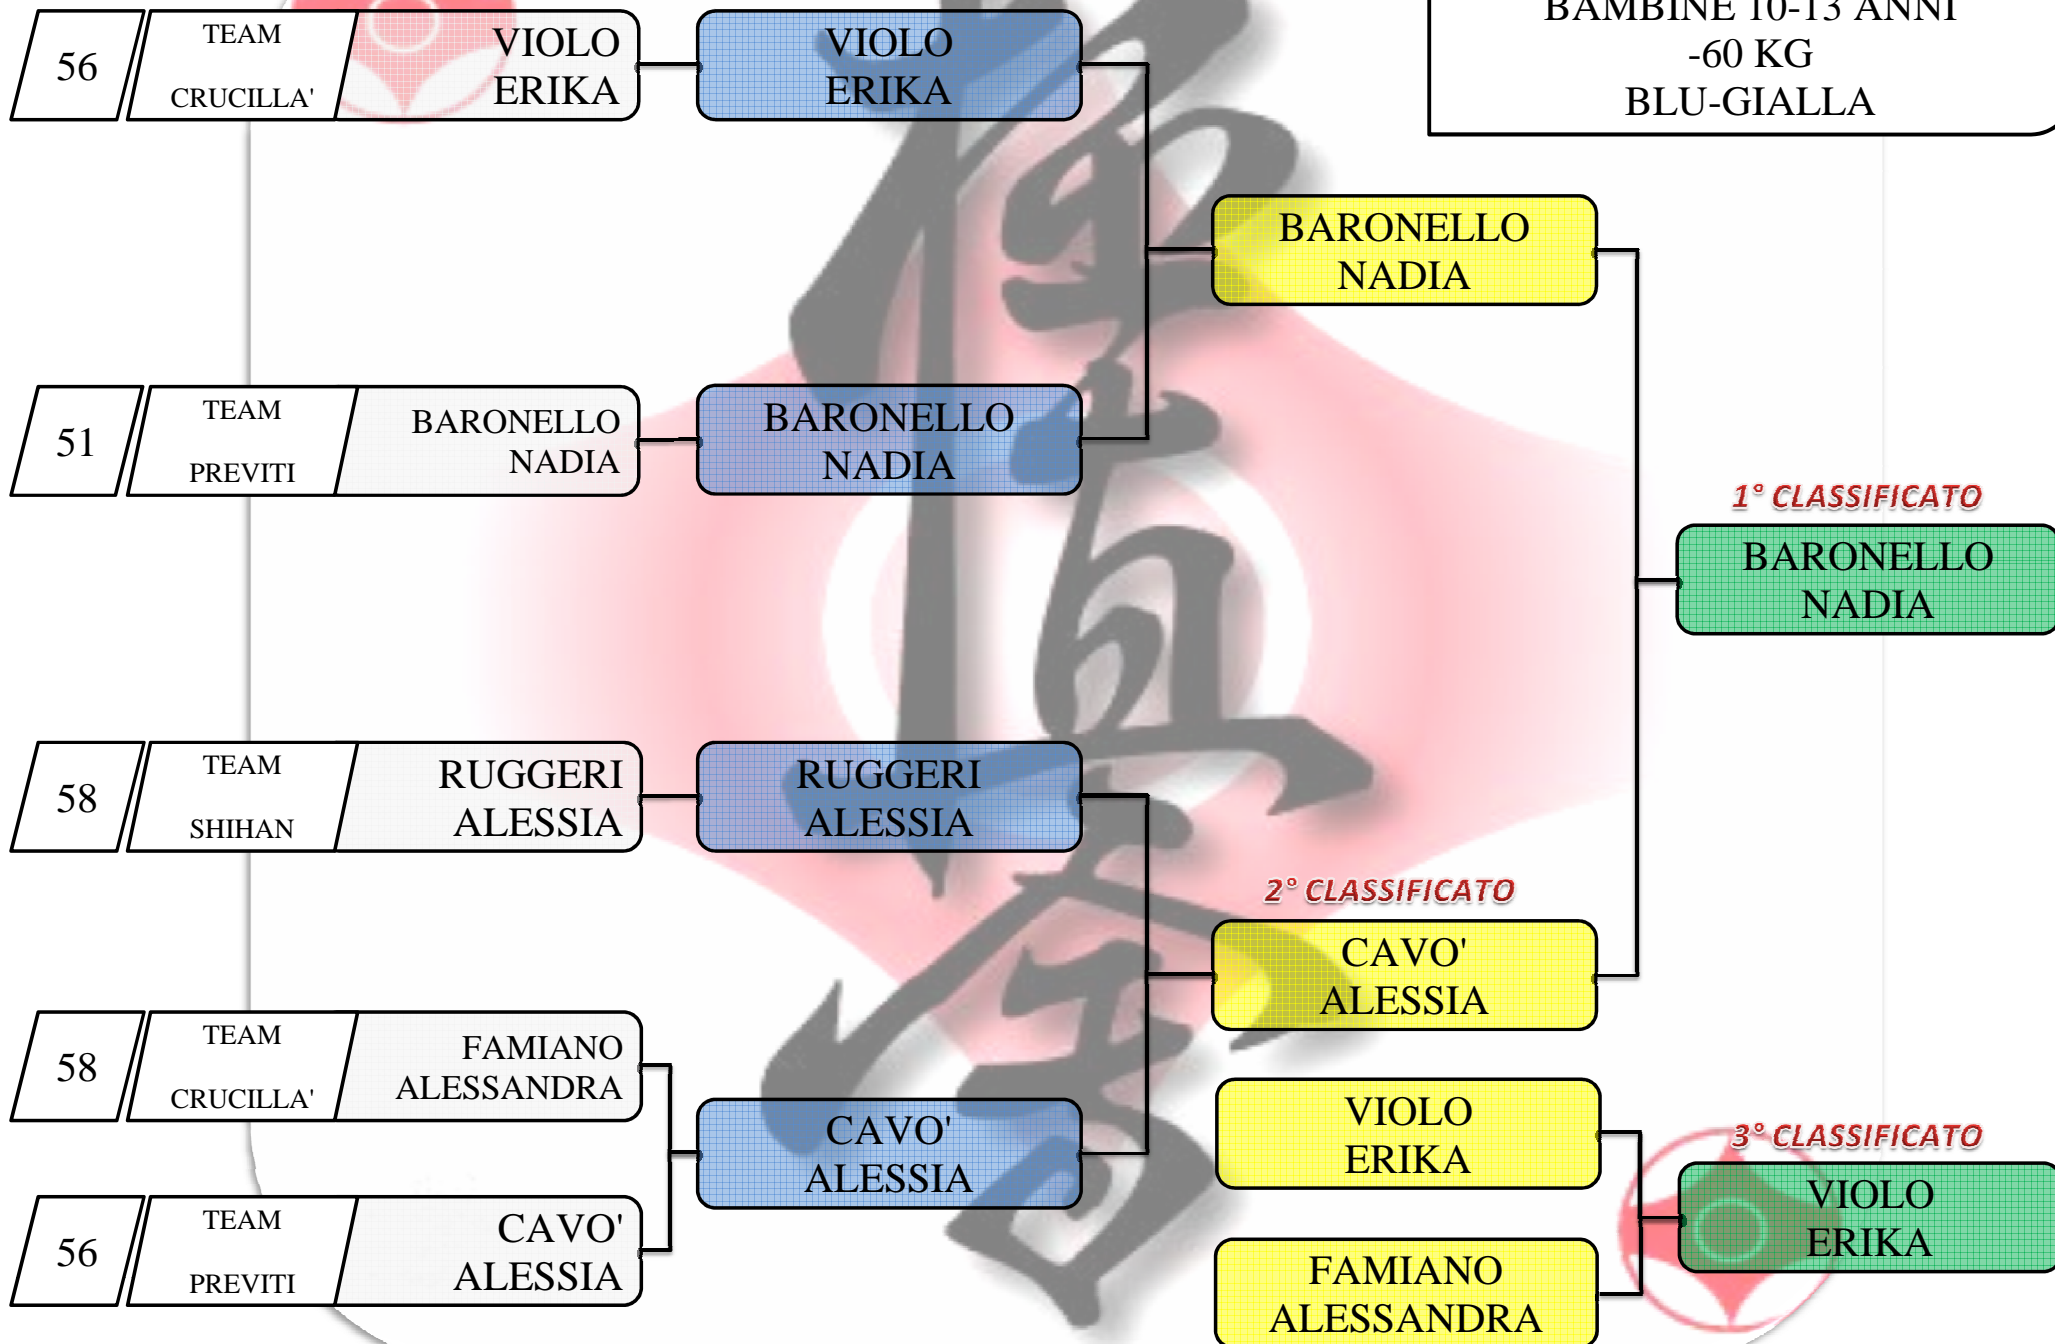 BAMBINE 10-13 ANNI
-60 KG
BLU-GIALLA
56
TEAM
CRUCILLA'
VIOLO
ERIKA
VIOLO
ERIKA
BARONELLO
NADIA
51
TEAM
PREVITI
BARONELLO
NADIA
BARONELLO
NADIA
1° CLASSIFICATO
BARONELLO
NADIA
58
TEAM
SHIHAN
RUGGERI
ALESSIA
RUGGERI
ALESSIA
2° CLASSIFICATO
CAVO'
ALESSIA
58
TEAM
CRUCILLA'
FAMIANO
ALESSANDRA
CAVO'
ALESSIA
56
TEAM
PREVITI
CAVO'
ALESSIA
VIOLO
ERIKA
3° CLASSIFICATO
VIOLO
ERIKA
FAMIANO
ALESSANDRA
極真会